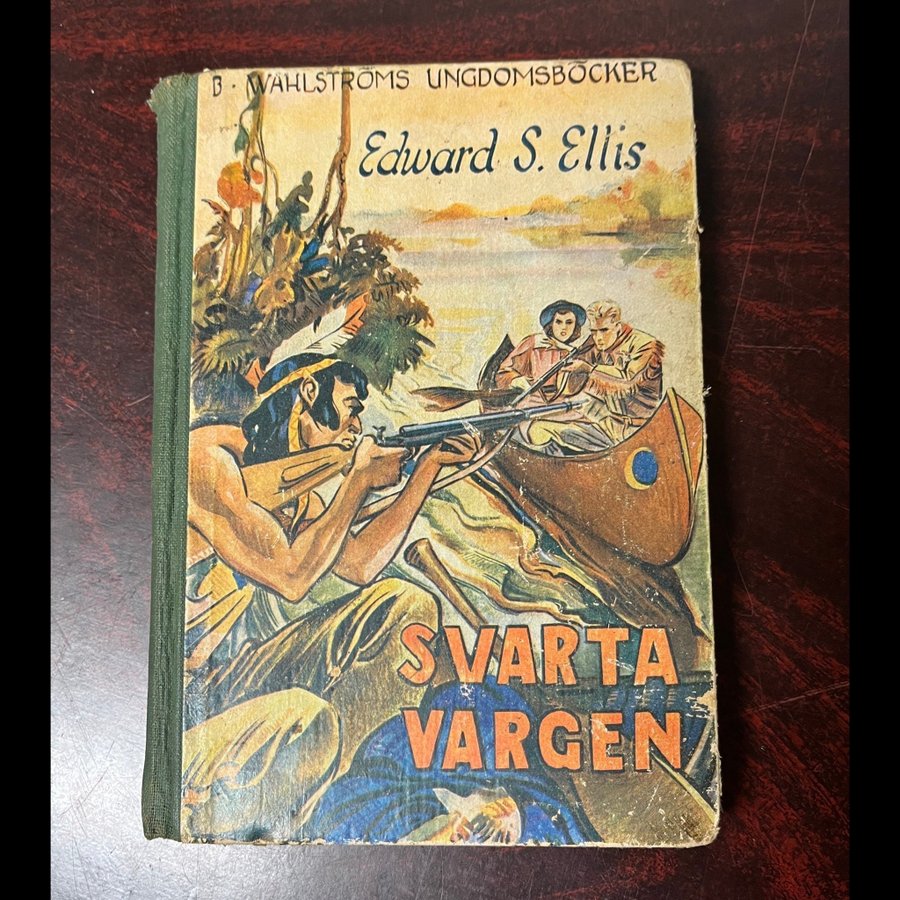 B. WAHLSTRÖMS UNGDOMSBÖCKER
Edward S. Ellis
SVARTA
VARGEN